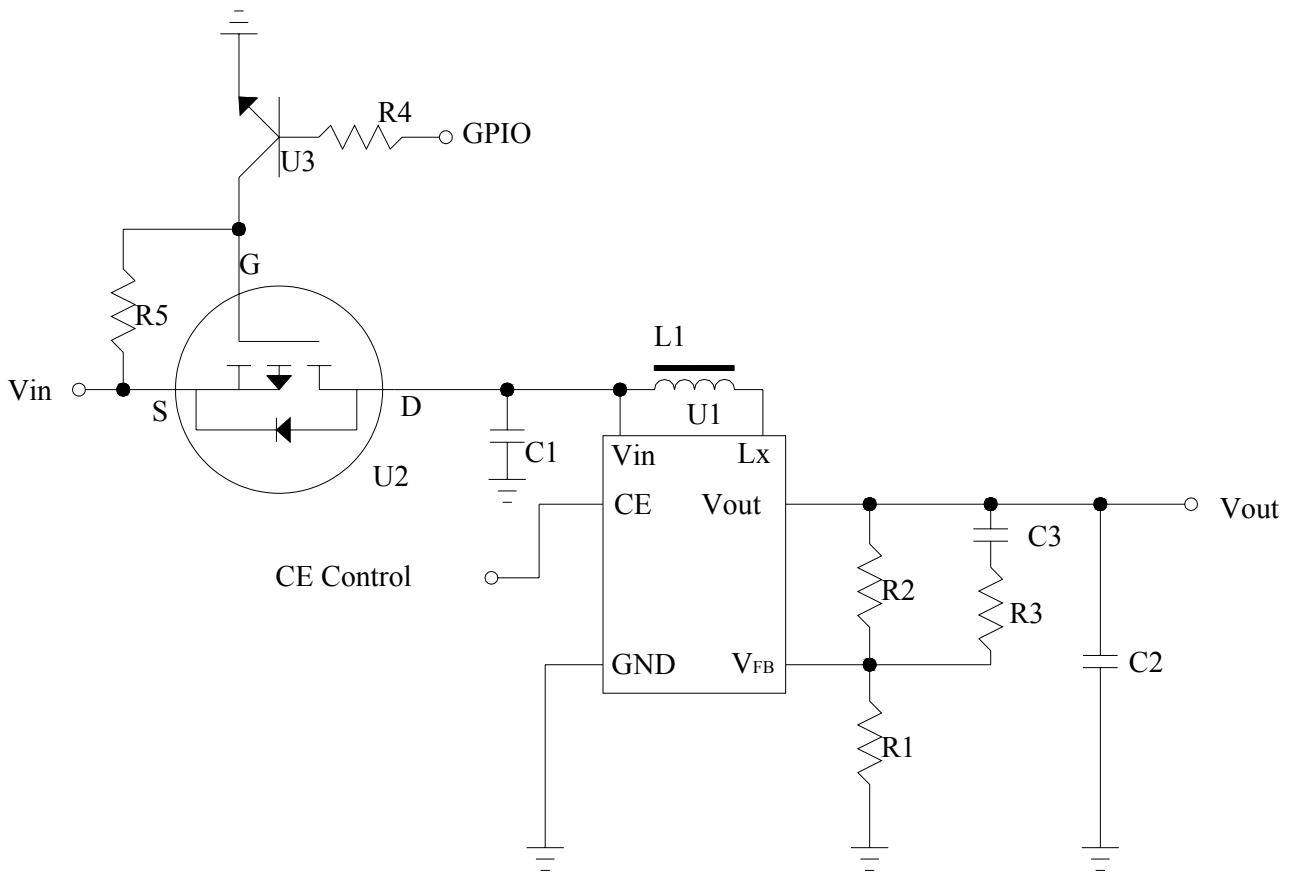 R4
GPIO
U3
G
R5
L1
Vin
S
D
U1
C1
Vin
Lx
U2
CE
Vout
Vout
C3
CE Control
R2
R3
GND
VFB
C2
R1